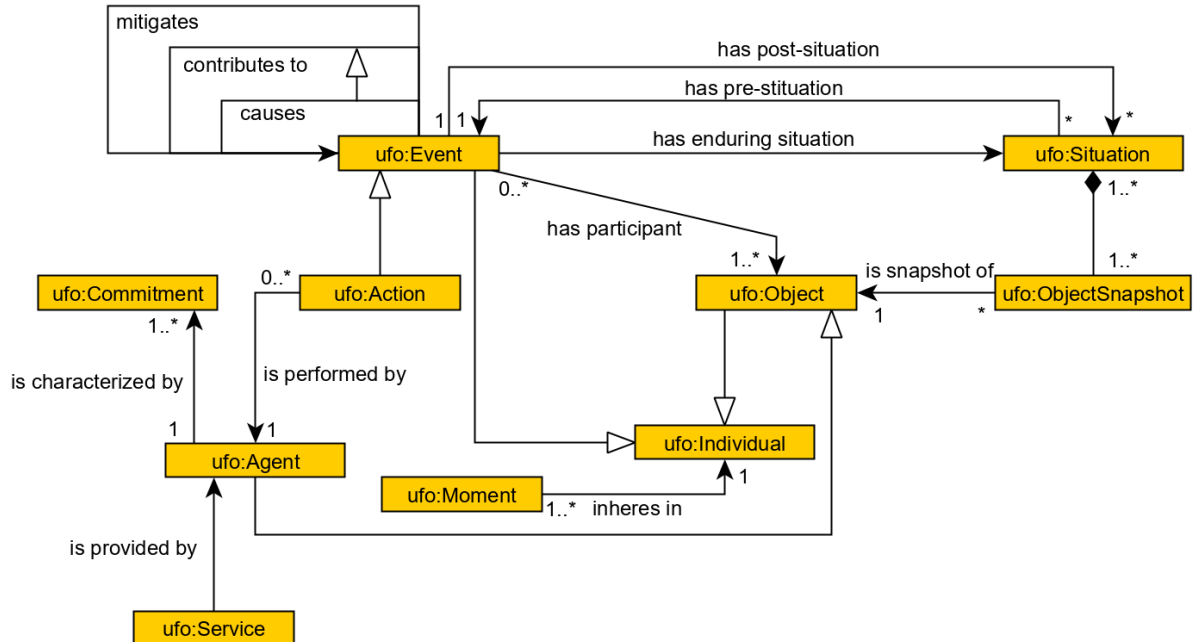 mitigates
contributes to
causes
has post-situation
has pre-stituation
has enduring situation
1
1
*
*
ufo:Event
ufo:Situation
0..*
1..*
has participant
1..*
1..*
0..*
is snapshot of
ufo:Commitment
ufo:Action
ufo:Object
ufo:ObjectSnapshot
1
*
1..*
is characterized by
is performed by
1
1
ufo:Agent
ufo:Individual
1
ufo:Moment
1..*
inheres in
is provided by
ufo:Service